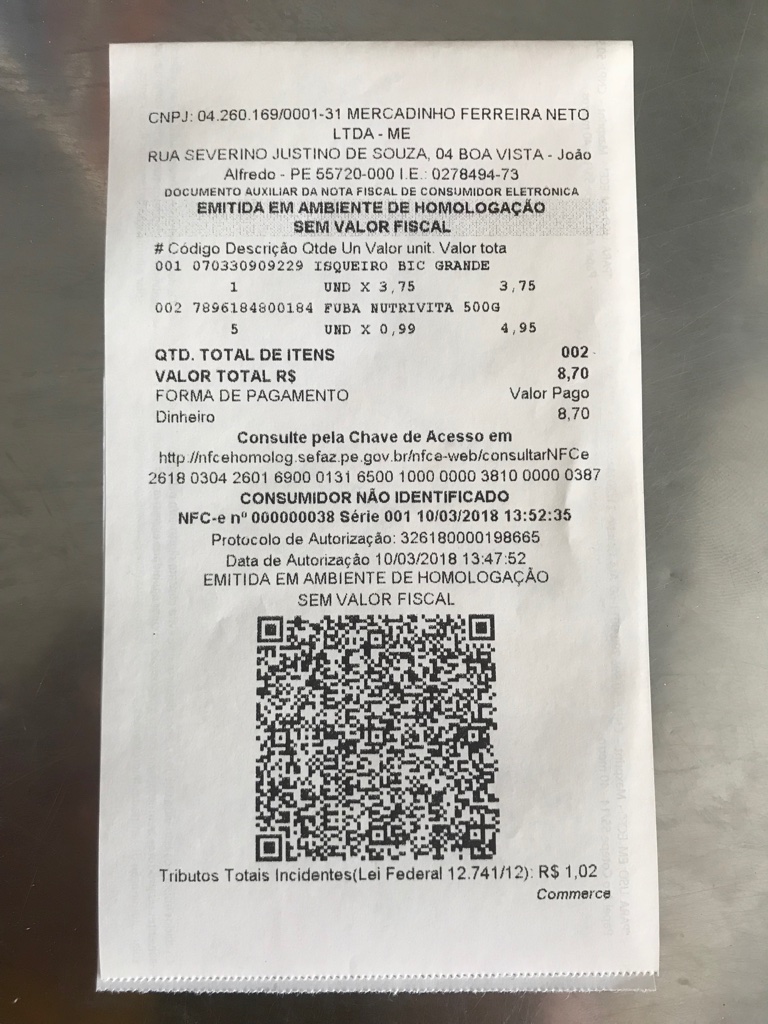 CNPJ: 04.260.169/0001-31 MERCADINHO FERREIRA NETO
LTDA - ME
RUA SEVERINO JUSTINO DE SOUZA, 04 BOA VISTA - João
Alfredo - PE 55720-000 I.E.: 0278494-73
DOCUMENTO AUXILIAR DA NOTA FISCAL DE CONSUMIDOR ELETRÔNICA
EMITIDA EM AMBIENTE DE HOMOLOGAÇÃO
SEM VALOR FISCAL
# Código Descrição Qtde Un Valor unit. Valor tota
001 070330909229 ISQUEIRO BIC GRANDE
1 UND X 3,75 3,75
002 7896184800184 FUBA NUTRIVITA 500G
5 UND X 0,99 4,95
QTD. TOTAL DE ITENS 002
VALOR TOTAL R$ 8,70
FORMA DE PAGAMENTO Valor Pago
Dinheiro 8,70
Consulte pela Chave de Acesso em
http://nfcehomolog.sefaz.pe.gov.br/nfce-web/consultarNFCe
2618 0304 2601 6900 0131 6500 1000 0000 3810 0000 0387
CONSUMIDOR NÃO IDENTIFICADO
NFC-e nº 000000038 Série 001 10/03/2018 13:52:35
Protocolo de Autorização: 326180000198665
Data de Autorização 10/03/2018 13:47:52
EMITIDA EM AMBIENTE DE HOMOLOGAÇÃO
SEM VALOR FISCAL
Tributos Totais Incidentes(Lei Federal 12.741/12): R$ 1,02
Commerce